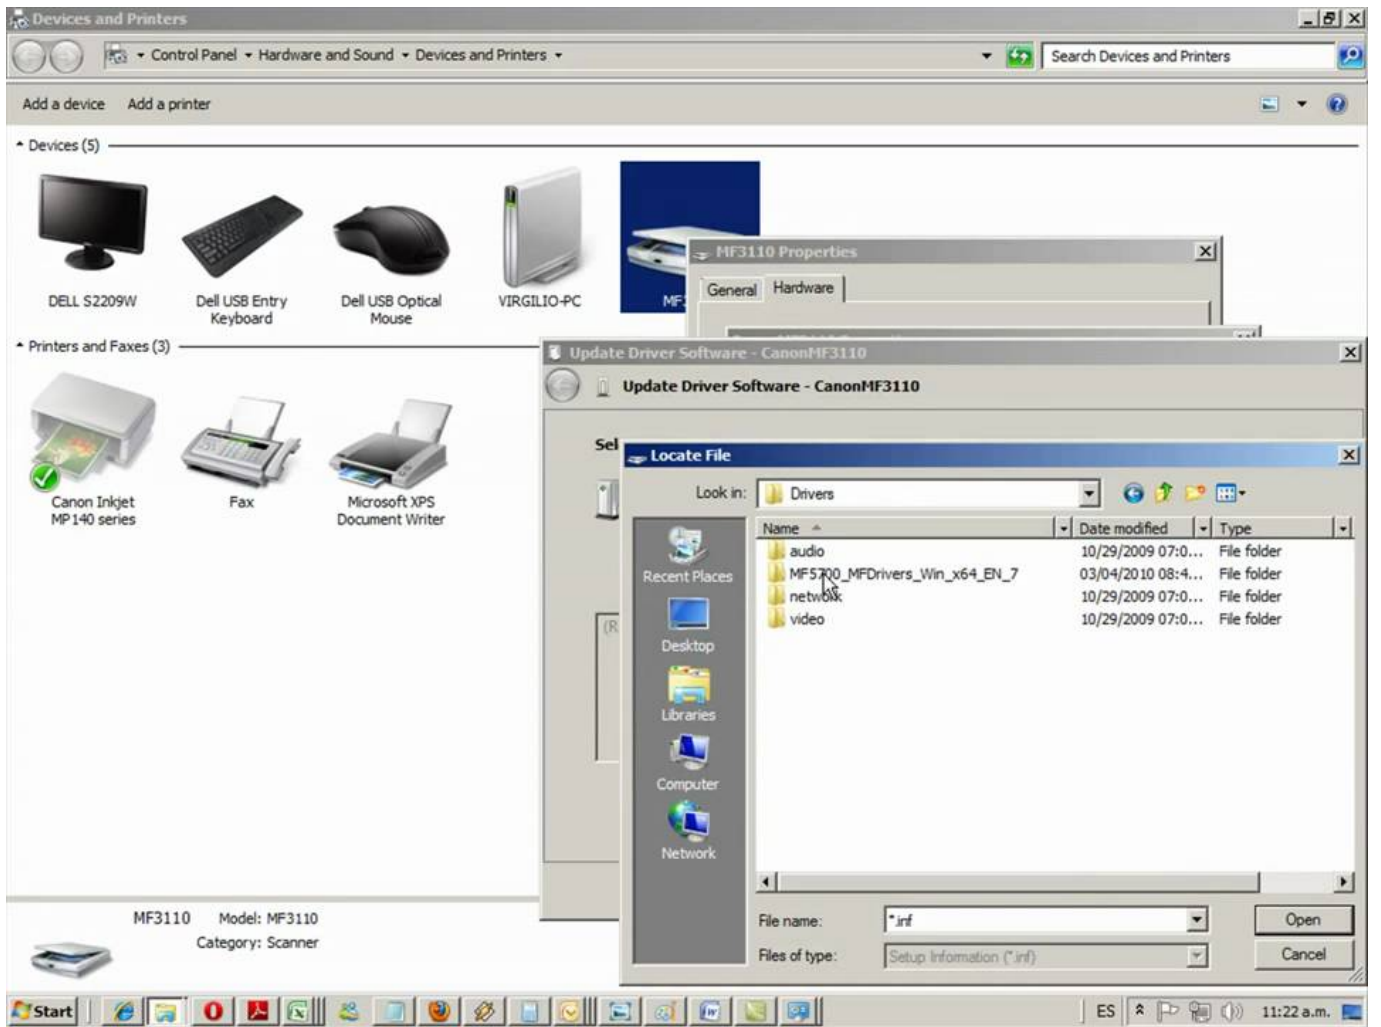 Devices and Printers
Control Panel Hardware and Sound Devices and Printers
Search Devices and Printers
Add a device Add a printer
Devices (5)
DELL S2209W
Dell USB Entry
Keyboard
Dell USB Optical
Mouse
VIRGILIO-PC
MF3110 Properties
General Hardware
Printers and Faxes (3)
Canon Inkjet
MP140 series
Fax
Microsoft XPS
Document Writer
Update Driver Software - CanonMF3110
Update Driver Software - CanonMF3110
Sel
Locate File
Look in: Drivers
Name Date modified Type
audio 10/29/2009 07:0... File folder
MF5700_MFDrivers_Win_x64_EN_7 03/04/2010 08:4... File folder
network 10/29/2009 07:0... File folder
video 10/29/2009 07:0... File folder
Recent Places
Desktop
Libraries
Computer
Network
File name: *.inf Open
Files of type: Setup Information (*.inf) Cancel
MF3110 Model: MF3110
Category: Scanner
Start ES 11:22 a.m.